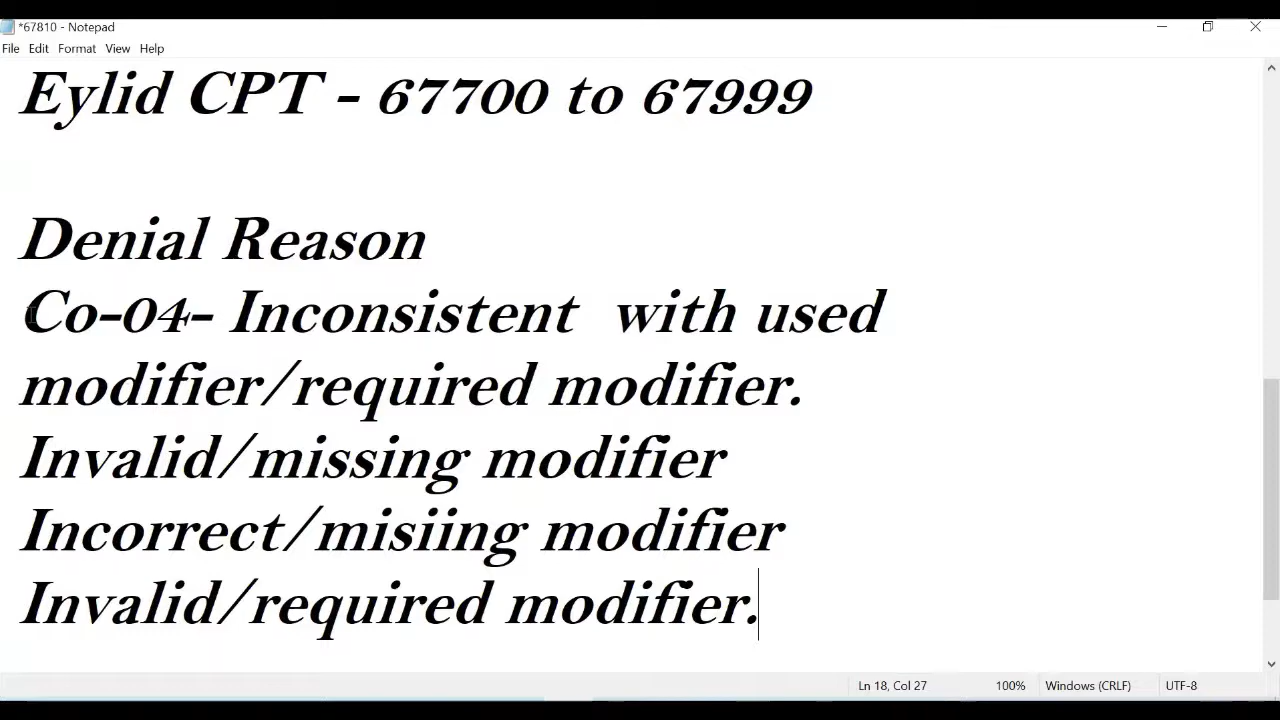 *67810 - Notepad
File Edit Format View Help
Eylid CPT - 67700 to 67999
Denial Reason
Co-04- Inconsistent with used
modifier/required modifier.
Invalid/missing modifier
Incorrect/misiing modifier
Invalid/required modifier.
Ln 18, Col 27 100% Windows (CRLF) UTF-8